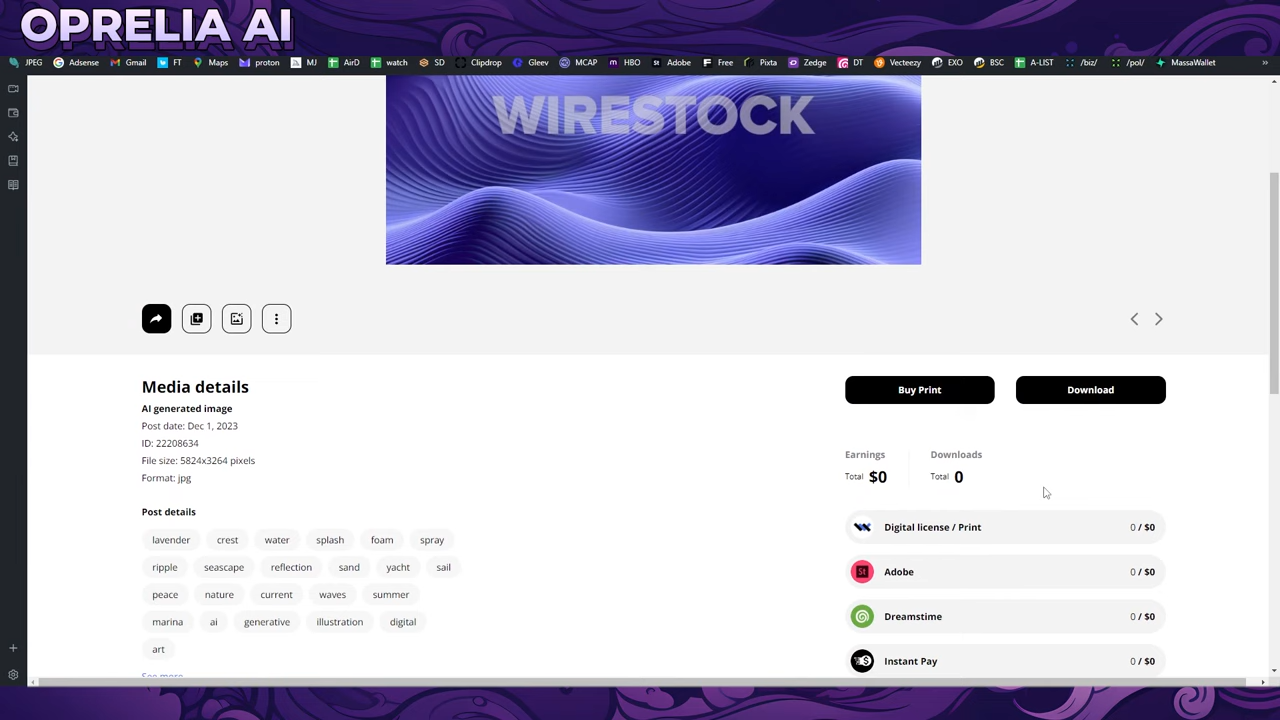 OPRELIA AI
JPEG Adsense Gmail FT Maps proton MJ AirD watch SD Clipdrop Gleev MCAP HBO Adobe Free Pixta Zedge DT Vecteezy EXO BSC A-LIST /biz/ /pol/ MassaWallet »
WIRESTOCK
Media details
Buy Print Download
AI generated image
Post date: Dec 1, 2023
ID: 22208634
File size: 5824x3264 pixels
Format: jpg
Earnings Downloads
Total $0 Total 0
Post details
lavender crest water splash foam spray
ripple seascape reflection sand yacht sail
peace nature current waves summer
marina ai generative illustration digital
art
See more
Digital license / Print 0 / $0
St Adobe 0 / $0
Dreamstime 0 / $0
Instant Pay 0 / $0